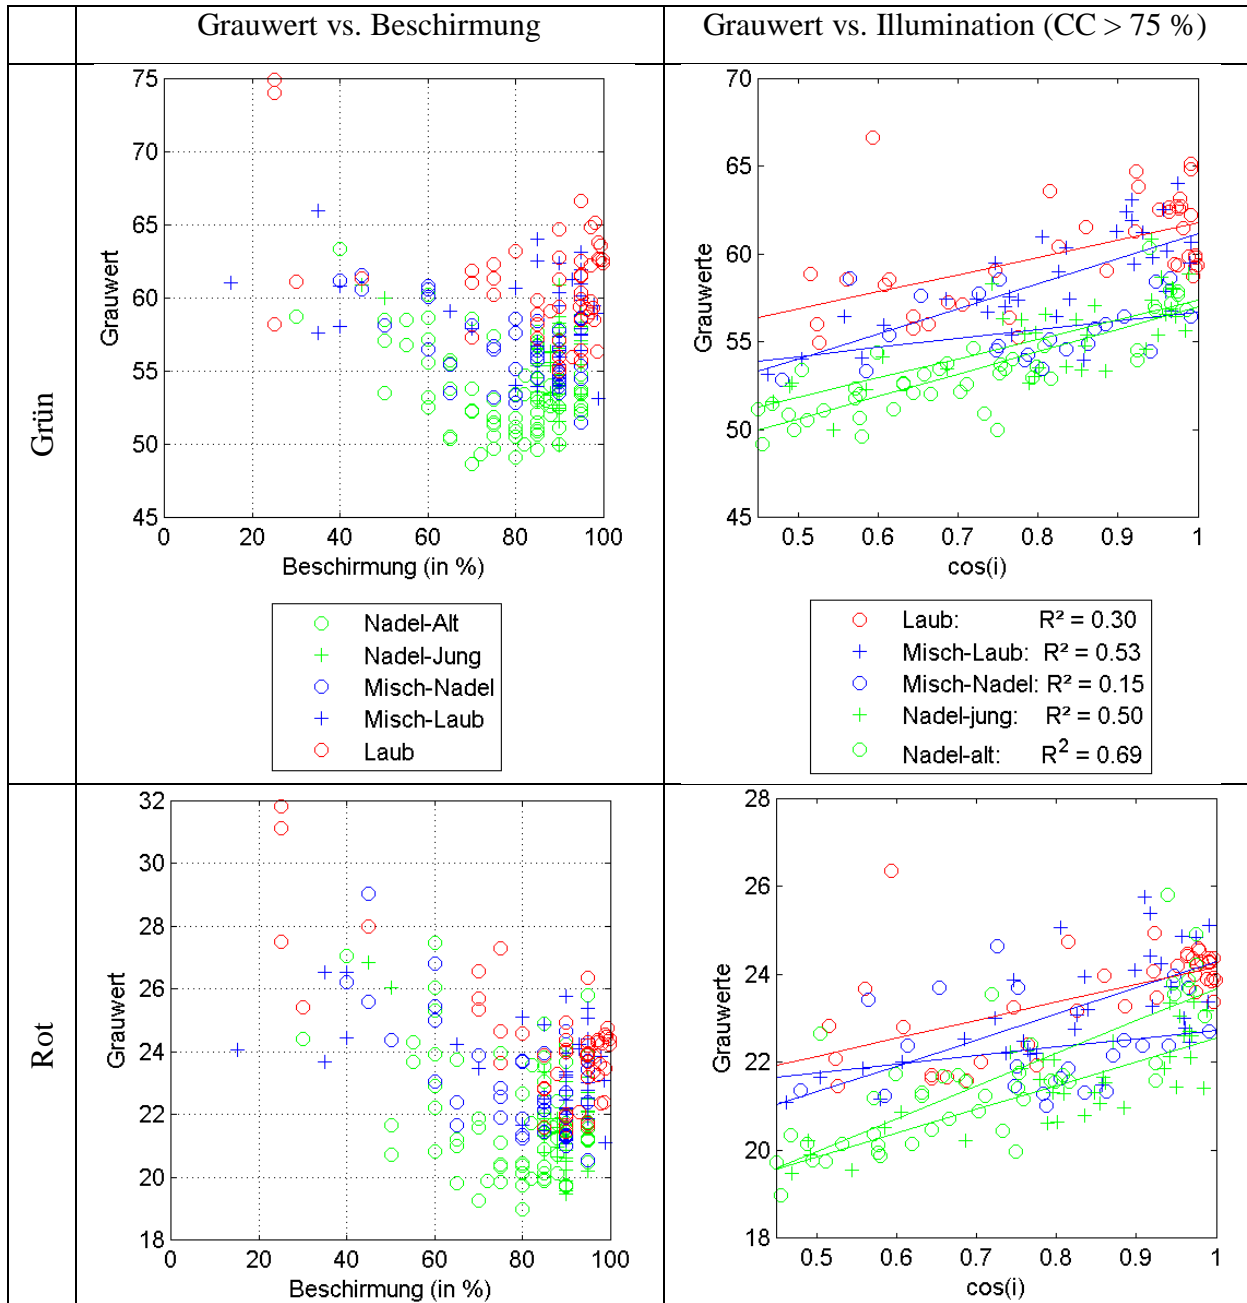 Grauwert vs. Beschirmung
Grauwert vs. Illumination (CC > 75 %)
Grün
75
70
65
60
55
50
45
0 20 40 60 80 100
Grauwert
Beschirmung (in %)
Nadel-Alt
Nadel-Jung
Misch-Nadel
Misch-Laub
Laub
70
65
60
55
50
45
0.5 0.6 0.7 0.8 0.9 1
Grauwerte
cos(i)
Laub: R² = 0.30
Misch-Laub: R² = 0.53
Misch-Nadel: R² = 0.15
Nadel-jung: R² = 0.50
Nadel-alt: R² = 0.69
Rot
32
30
28
26
24
22
20
18
0 20 40 60 80 100
Grauwert
Beschirmung (in %)
28
26
24
22
20
18
0.5 0.6 0.7 0.8 0.9 1
Grauwerte
cos(i)